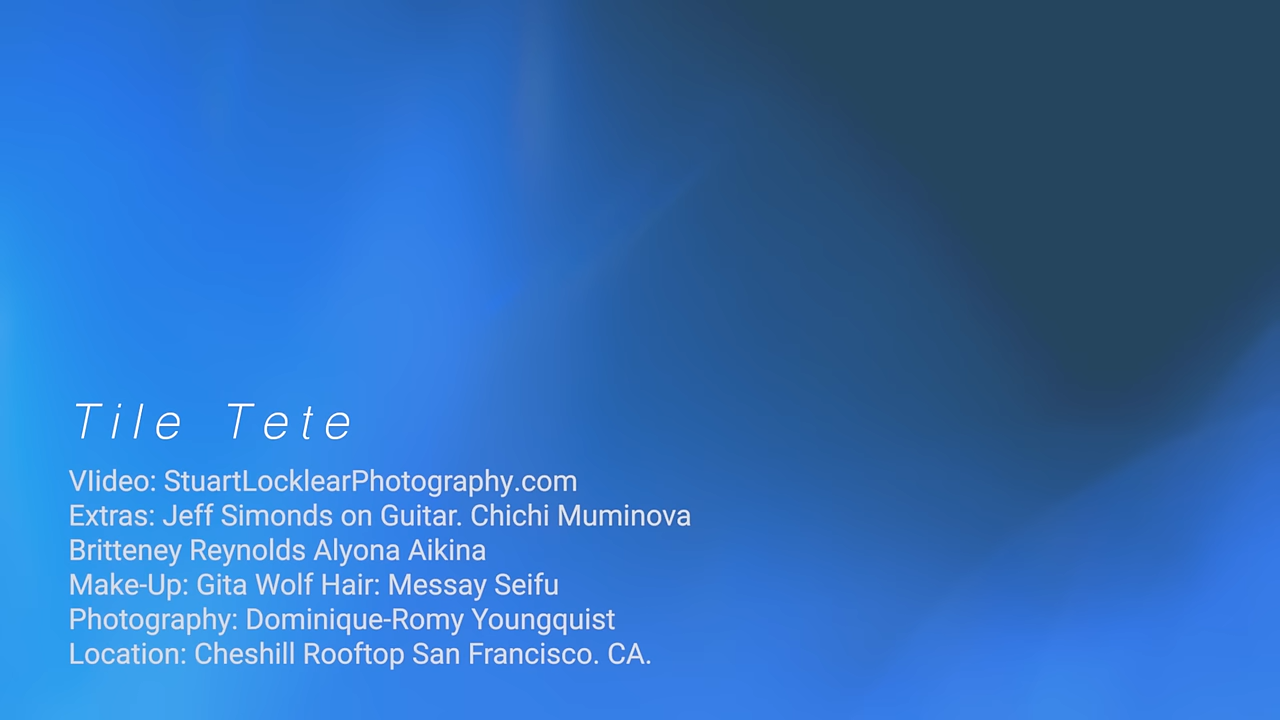 Tile Tete
VIideo: StuartLocklearPhotography.com
Extras: Jeff Simonds on Guitar. Chichi Muminova
Britteney Reynolds Alyona Aikina
Make-Up: Gita Wolf Hair: Messay Seifu
Photography: Dominique-Romy Youngquist
Location: Cheshill Rooftop San Francisco. CA.